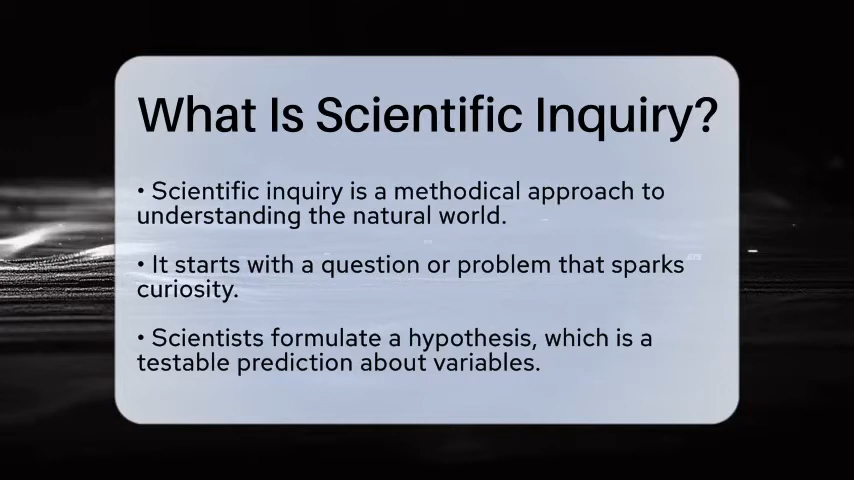 What Is Scientific Inquiry?
• Scientific inquiry is a methodical approach to
understanding the natural world.
• It starts with a question or problem that sparks
curiosity.
• Scientists formulate a hypothesis, which is a
testable prediction about variables.